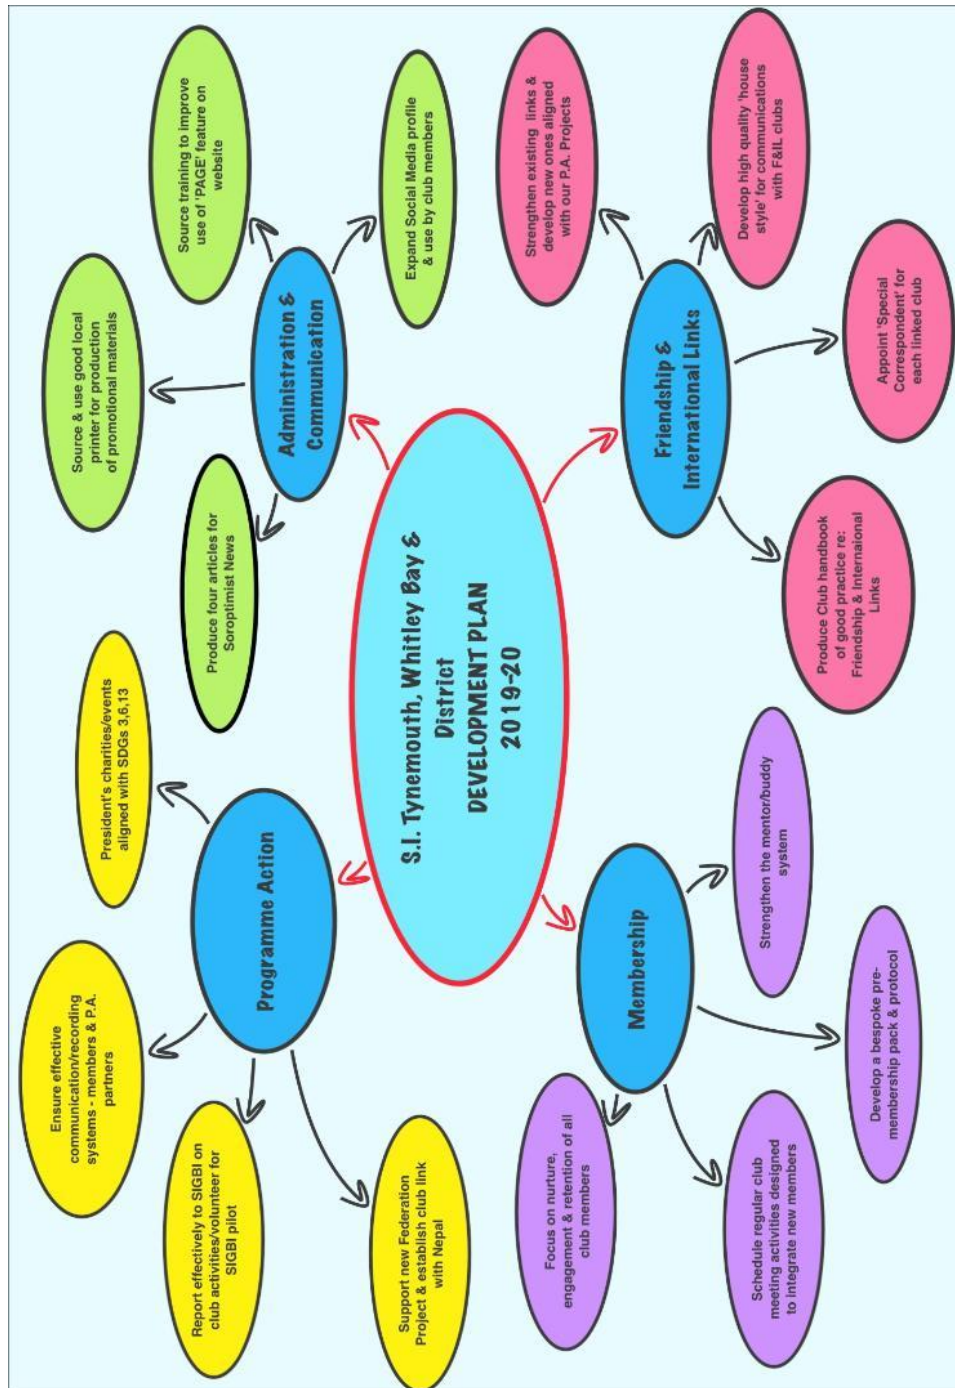 S.I. Tynemouth, Whitley Bay &
District
DEVELOPMENT PLAN
2019-20
Programme Action
President's charities/events
aligned with SDGs 3,6,13
Ensure effective
communication/recording
systems - members & P.A.
partners
Report effectively to SIGBI on
club activities/volunteer for
SIGBI pilot
Support new Federation
Project & establish club link
with Nepal
Administration &
Communication
Produce four articles for
Soroptimist News
Source & use good local
printer for production
of promotional materials
Source training to improve
use of 'PAGE' feature on
website
Expand Social Media profile
& use by club members
Membership
Focus on nurture,
engagement & retention of all
club members
Schedule regular club
meeting activities designed
to integrate new members
Develop a bespoke pre-
membership pack & protocol
Strengthen the mentor/buddy
system
Friendship &
International Links
Strengthen existing links &
develop new ones aligned
with our P.A. Projects
Develop high quality 'house
style' for communications
with F&IL clubs
Appoint 'Special
Correspondent' for
each linked club
Produce Club handbook
of good practice re:
Friendship & Internaional
Links